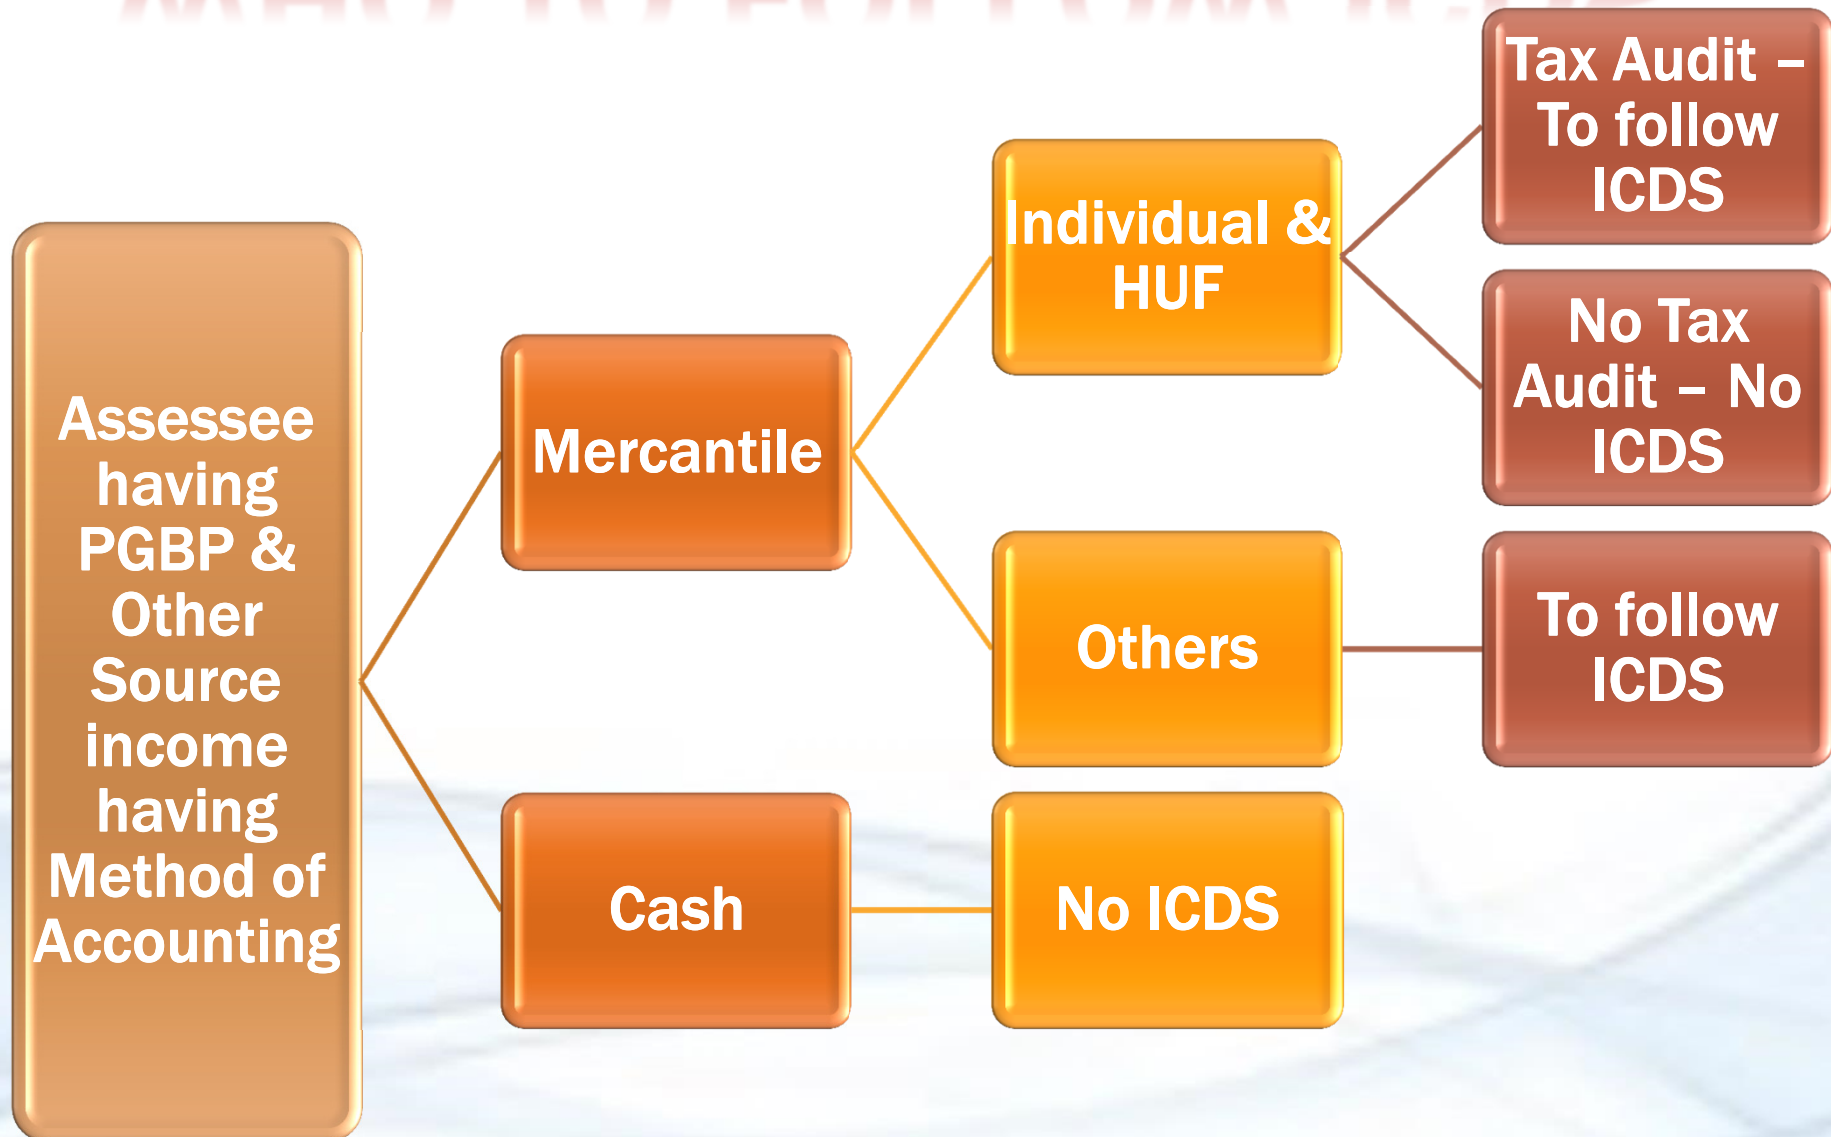 Assessee
having
PGBP &
Other
Source
income
having
Method of
Accounting
Mercantile
Individual &
HUF
Tax Audit –
To follow
ICDS
No Tax
Audit – No
ICDS
Others
To follow
ICDS
Cash
No ICDS